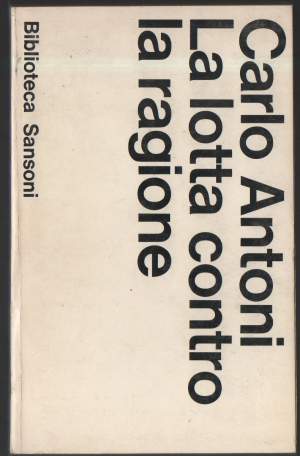 Carlo Antoni
La lotta contro
la ragione
Biblioteca Sansoni